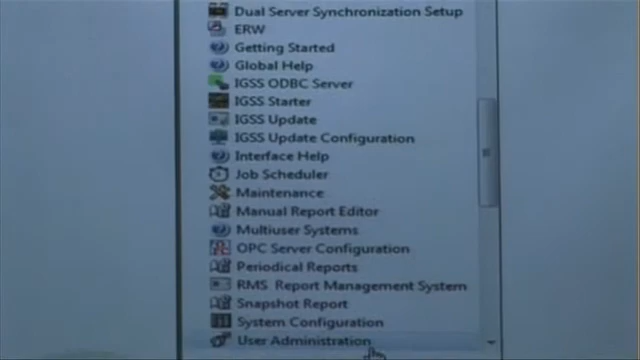 Dual Server Synchronization Setup
ERW
Getting Started
Global Help
IGSS ODBC Server
IGSS Starter
IGSS Update
IGSS Update Configuration
Interface Help
Job Scheduler
Maintenance
Manual Report Editor
Multiuser Systems
OPC Server Configuration
Periodical Reports
RMS Report Management System
Snapshot Report
System Configuration
User Administration